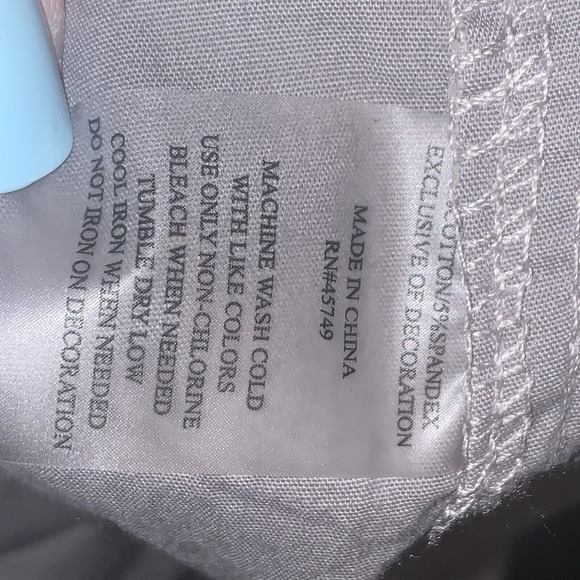 COTTON/5%SPANDEX
EXCLUSIVE OF DECORATION
MADE IN CHINA
RN#45749
MACHINE WASH COLD
WITH LIKE COLORS
USE ONLY NON-CHLORINE
BLEACH WHEN NEEDED
TUMBLE DRY LOW
COOL IRON WEEN NEEDED
DO NOT IRON ON DECORATION